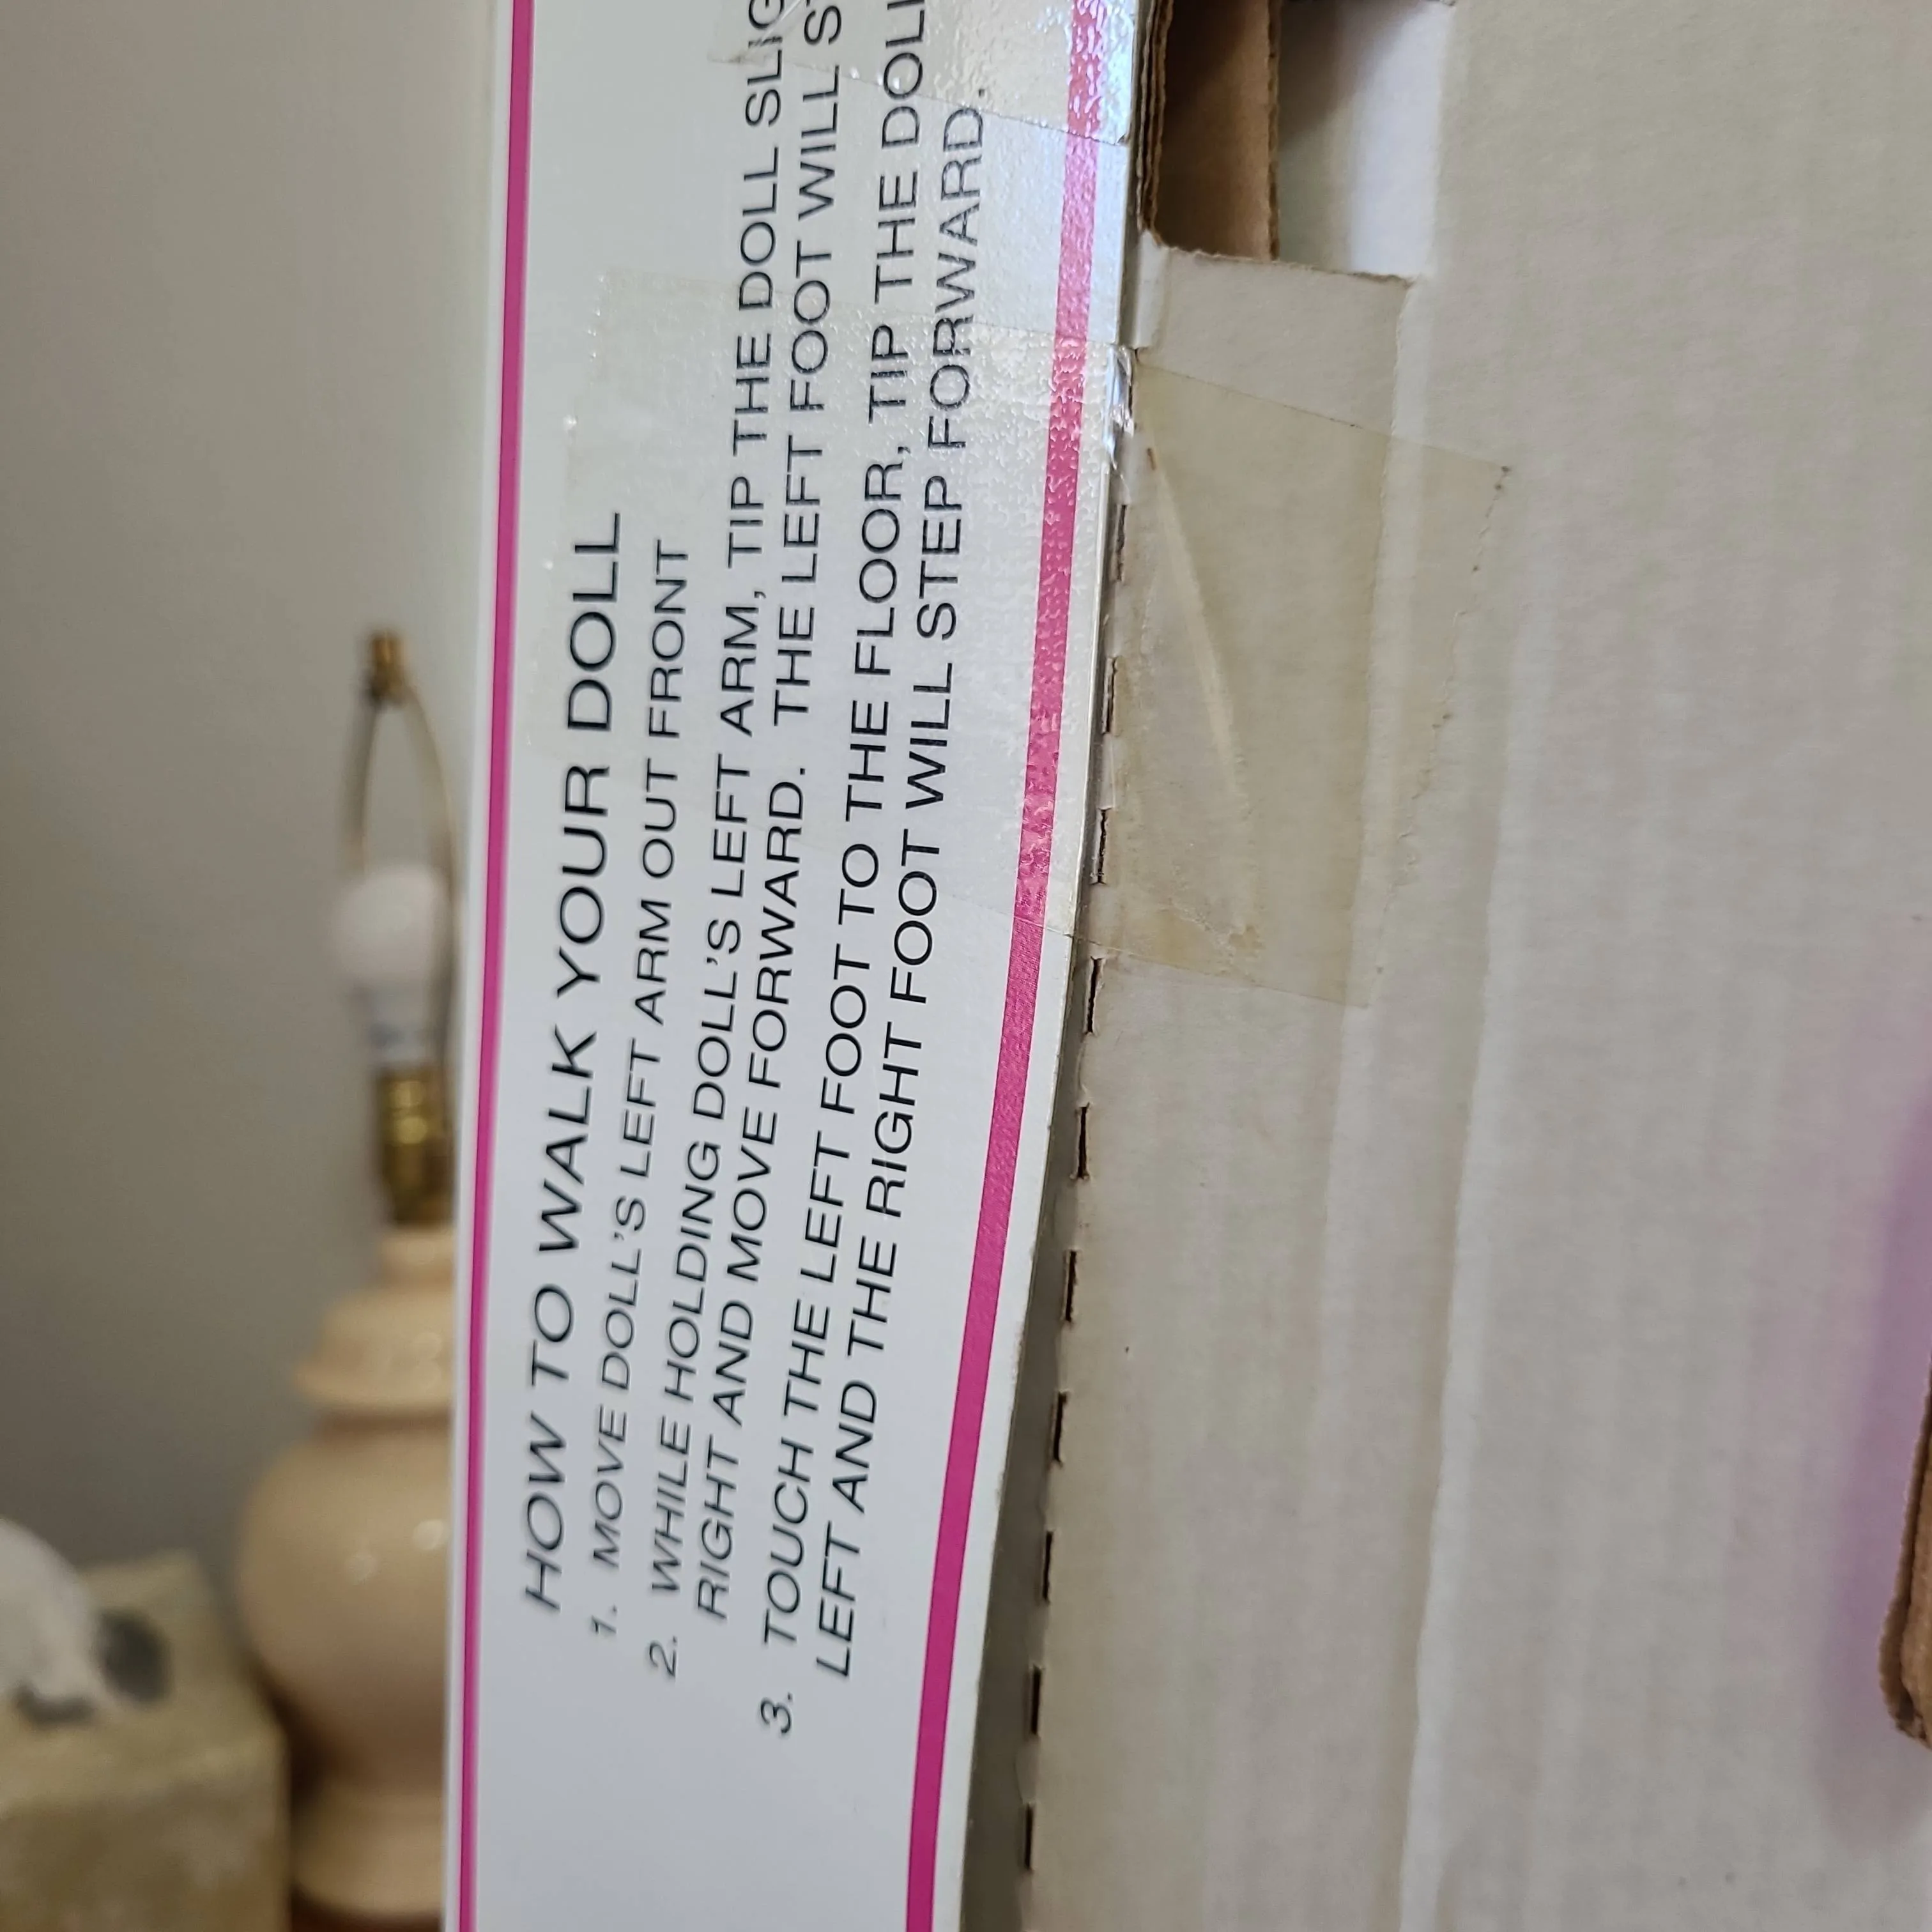 HOW TO WALK YOUR DOLL
1. MOVE DOLL'S LEFT ARM OUT FRONT
2. WHILE HOLDING DOLL'S LEFT ARM, TIP THE DOLL SLIG
RIGHT AND MOVE FORWARD. THE LEFT FOOT WILL S
3. TOUCH THE LEFT FOOT TO THE FLOOR, TIP THE DOLL
LEFT AND THE RIGHT FOOT WILL STEP FORWARD.